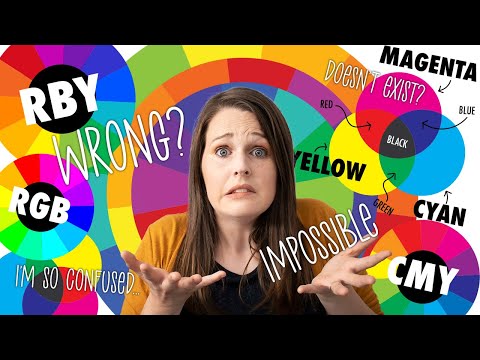 RBY
WRONG?
RGB
I'M SO CONFUSED...
IMPOSSIBLE
DOESN'T EXIST?
MAGENTA
RED
BLUE
BLACK
YELLOW
GREEN
CYAN
CMY